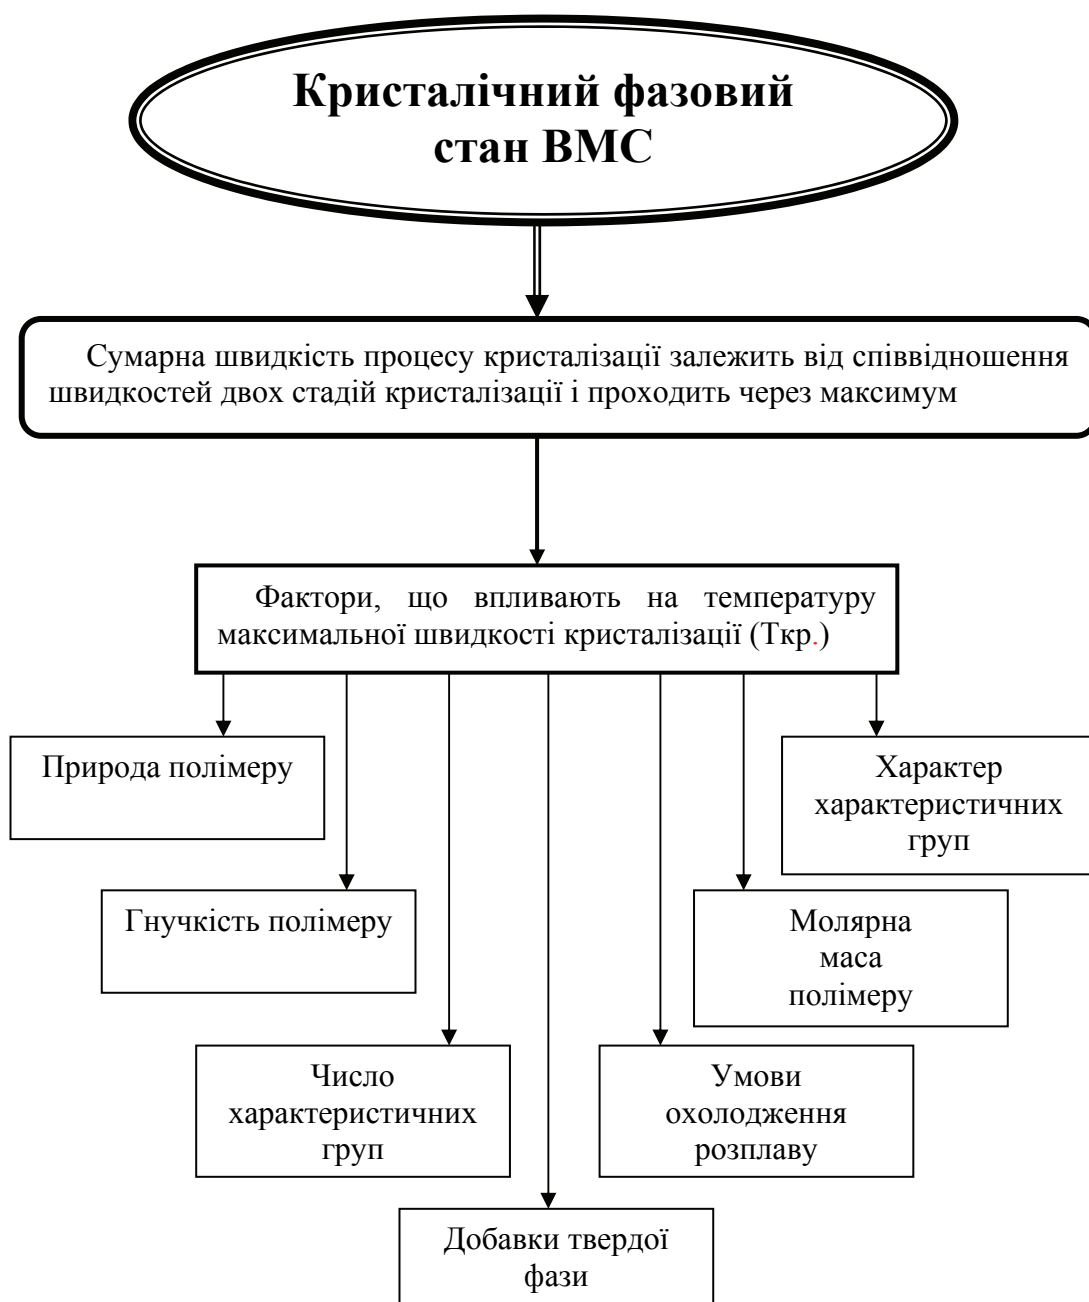 Кристалічний фазовий
стан ВМС
Сумарна швидкість процесу кристалізації залежить від співвідношення
швидкостей двох стадій кристалізації і проходить через максимум
Фактори, що впливають на температуру
максимальної швидкості кристалізації (Ткр.)
Природа полімеру
Характер
характеристичних
груп
Гнучкість полімеру
Молярна
маса
полімеру
Число
характеристичних
груп
Умови
охолодження
розплаву
Добавки твердої
фази